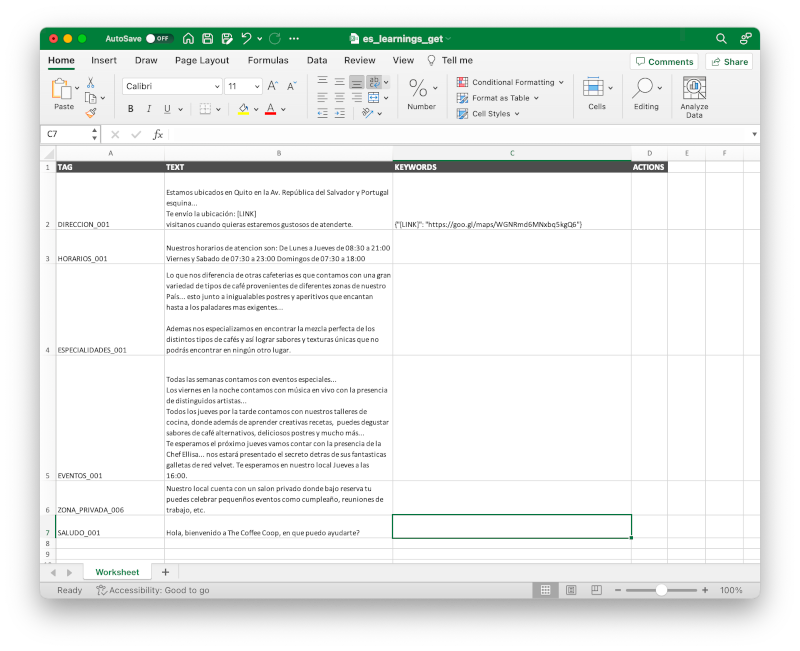 AutoSave OFF es_learnings_get
Home Insert Draw Page Layout Formulas Data Review View Tell me Comments Share
Paste Calibri 11 A^ A˅ B I U A ab Number Conditional Formatting Format as Table Cell Styles Cells Editing Analyze Data
C7 fx
A B C D E F
1 TAG TEXT KEYWORDS ACTIONS
Estamos ubicados en Quito en la Av. República del Salvador y Portugal
esquina...
Te envío la ubicación: [LINK]
2 DIRECCION_001 visitanos cuando quieras estaremos gustosos de atenderte. {"[LINK]": "https://goo.gl/maps/WGNRmd6MNxbq5kgQ6"}
Nuestros horarios de atencion son: De Lunes a Jueves de 08:30 a 21:00
3 HORARIOS_001 Viernes y Sabado de 07:30 a 23:00 Domingos de 07:30 a 18:00
Lo que nos diferencia de otras cafeterias es que contamos con una gran
variedad de tipos de café provenientes de diferentes zonas de nuestro
País... esto junto a inigualables postres y aperitivos que encantan
hasta a los paladares mas exigentes...
Ademas nos especializamos en encontrar la mezcla perfecta de los
distintos tipos de cafés y así lograr sabores y texturas únicas que no
4 ESPECIALIDADES_001 podrás encontrar en ningún otro lugar.
Todas las semanas contamos con eventos especiales...
Los viernes en la noche contamos con música en vivo con la presencia
de distinguidos artistas...
Todos los jueves por la tarde contamos con nuestros talleres de
cocina, donde además de aprender creativas recetas, puedes degustar
sabores de café alternativos, deliciosos postres y mucho más...
Te esperamos el próximo jueves vamos contar con la presencia de la
Chef Ellisa... nos estará presentado el secreto detras de sus fantasticas
galletas de red velvet. Te esperamos en nuestro local Jueves a las
5 EVENTOS_001 16:00.
Nuestro local cuenta con un salon privado donde bajo reserva tu
puedes celebrar pequenños eventos como cumpleaño, reuniones de
6 ZONA_PRIVADA_006 trabajo, etc.
7 SALUDO_001 Hola, bienvenido a The Coffee Coop, en que puedo ayudarte?
8
9
Worksheet +
Ready Accessibility: Good to go 100%